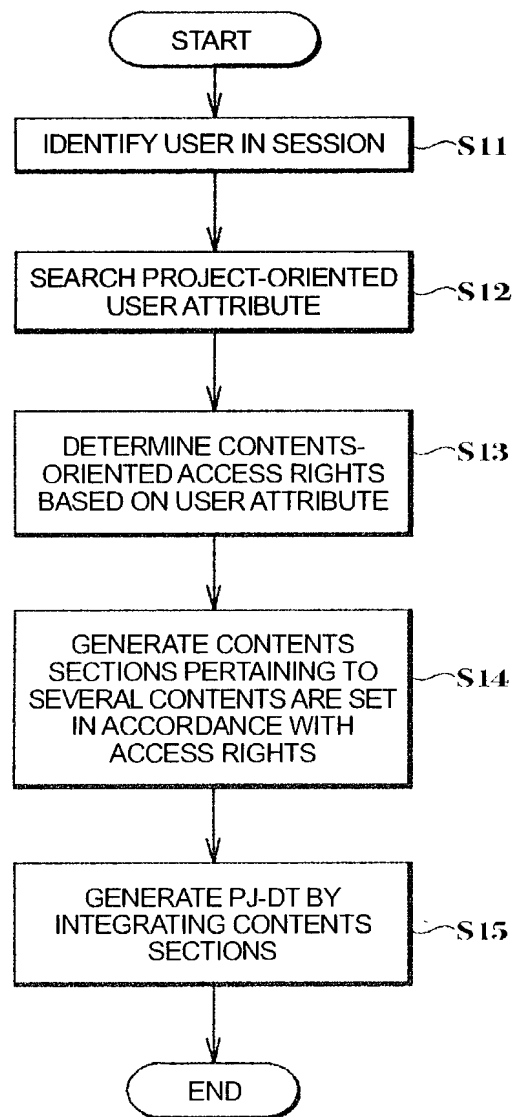 START
IDENTIFY USER IN SESSION
S11
SEARCH PROJECT-ORIENTED
USER ATTRIBUTE
S12
DETERMINE CONTENTS-
ORIENTED ACCESS RIGHTS
BASED ON USER ATTRIBUTE
S13
GENERATE CONTENTS
SECTIONS PERTAINING TO
SEVERAL CONTENTS ARE SET
IN ACCORDANCE WITH
ACCESS RIGHTS
S14
GENERATE PJ-DT BY
INTEGRATING CONTENTS
SECTIONS
S15
END